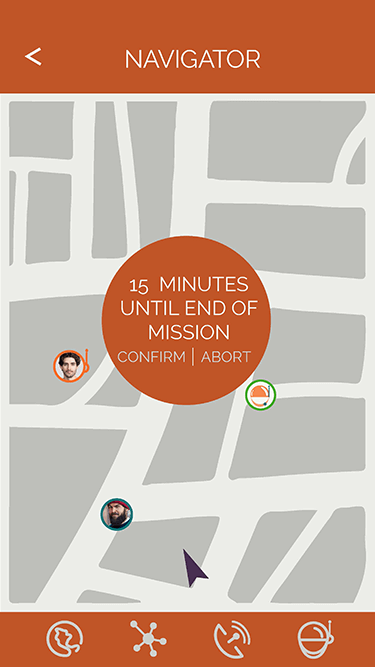 NAVIGATOR
15 MINUTES
UNTIL END OF
MISSION
CONFIRM | ABORT